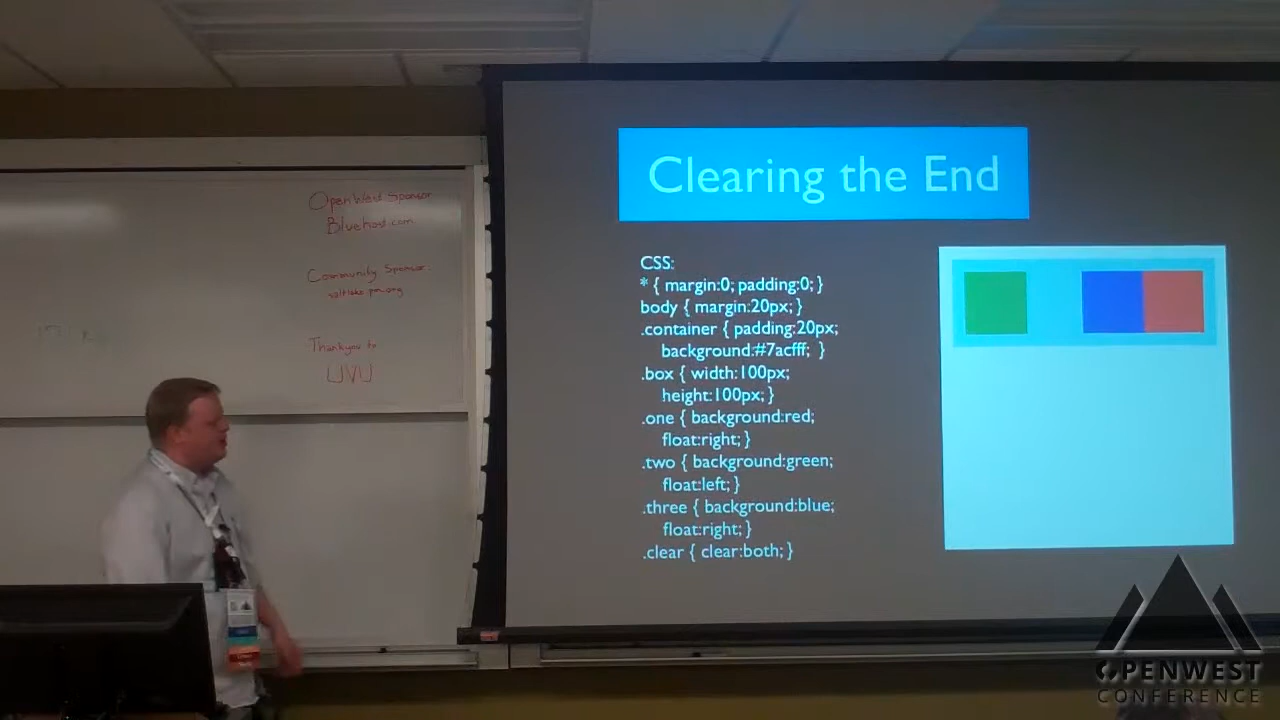 OpenWest Sponsor
Bluehost.com
Community Sponsor
Thankyou to
UVU
Clearing the End
CSS:
* { margin:0; padding:0; }
body { margin:20px; }
.container { padding:20px;
background:#7acfff; }
.box { width:100px;
height:100px; }
.one { background:red;
float:right; }
.two { background:green;
float:left; }
.three { background:blue;
float:right; }
.clear { clear:both; }
OPENWEST
CONFERENCE